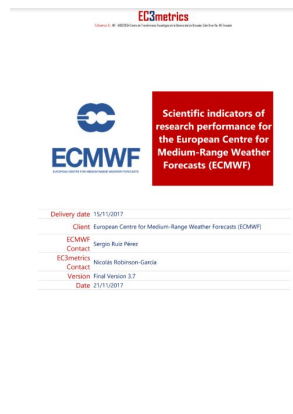 EC3metrics
Scientific indicators of
research performance for
the European Centre for
Medium-Range Weather
Forecasts (ECMWF)
ECMWF
EUROPEAN CENTRE FOR MEDIUM-RANGE WEATHER FORECASTS
Delivery date 15/11/2017
Client European Centre for Medium-Range Weather Forecasts (ECMWF)
ECMWF
Contact Sergio Ruiz Pérez
EC3metrics
Contact Nicolás Robinson-Garcia
Version Final Version 3.7
Date 21/11/2017